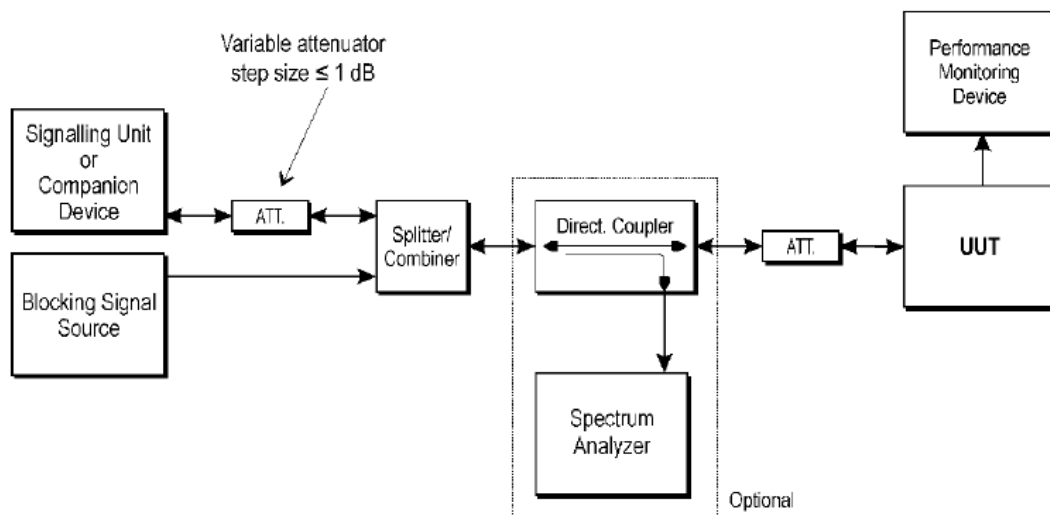 Variable attenuator
step size ≤ 1 dB
Signalling Unit
or
Companion
Device
ATT.
Splitter/
Combiner
Blocking Signal
Source
Direct. Coupler
Spectrum
Analyzer
Optional
ATT.
UUT
Performance
Monitoring
Device